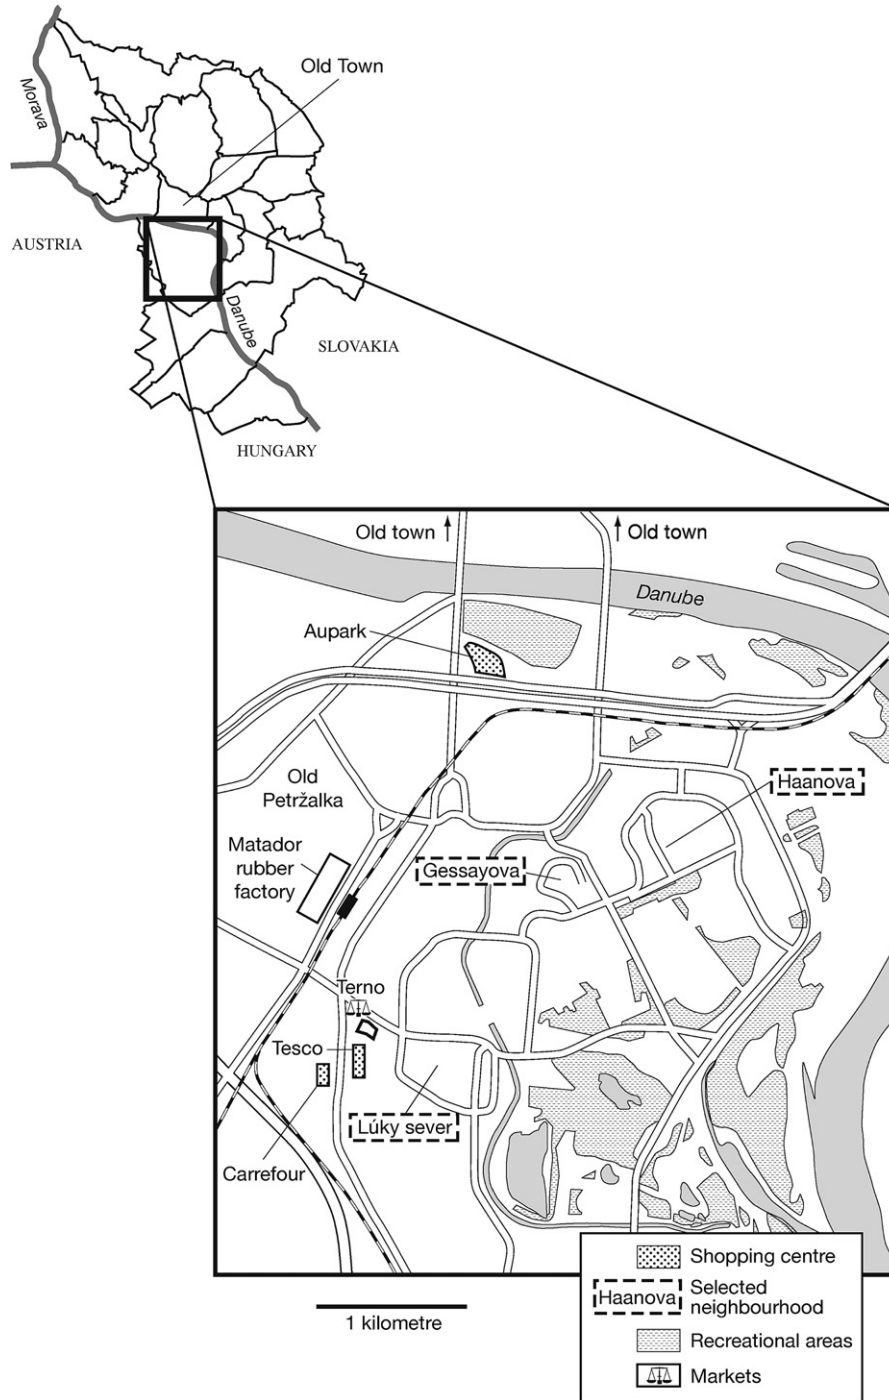 Old Town
Morava
AUSTRIA
Danube
SLOVAKIA
HUNGARY
Old town
Old town
Danube
Aupark
Old
Petržalka
Haanova
Matador
rubber
factory
Gessayova
Terno
Tesco
Lúky sever
Carrefour
Shopping centre
Haanova
Selected
neighbourhood
Recreational areas
Markets
1 kilometre